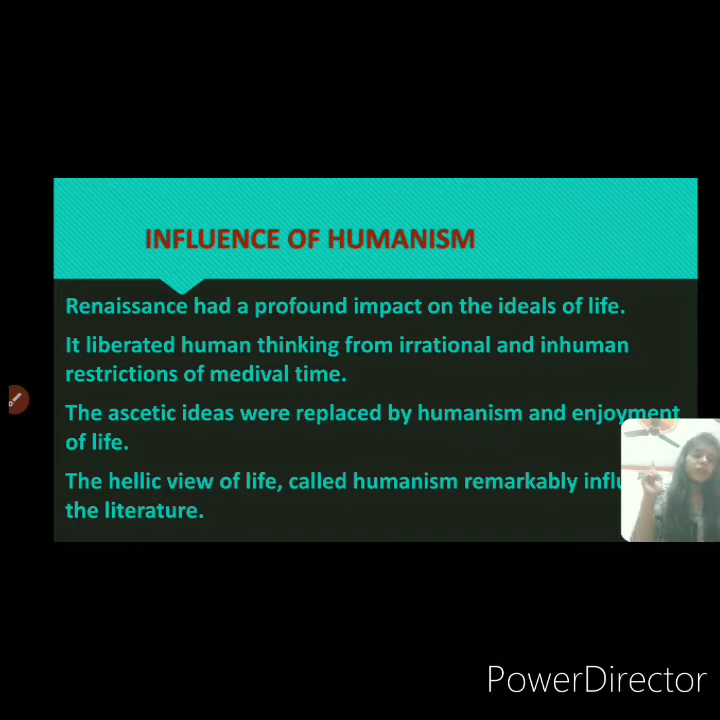 INFLUENCE OF HUMANISM
Renaissance had a profound impact on the ideals of life.
It liberated human thinking from irrational and inhuman
restrictions of medival time.
The ascetic ideas were replaced by humanism and enjoyment
of life.
The hellic view of life, called humanism remarkably
the literature.
PowerDirector